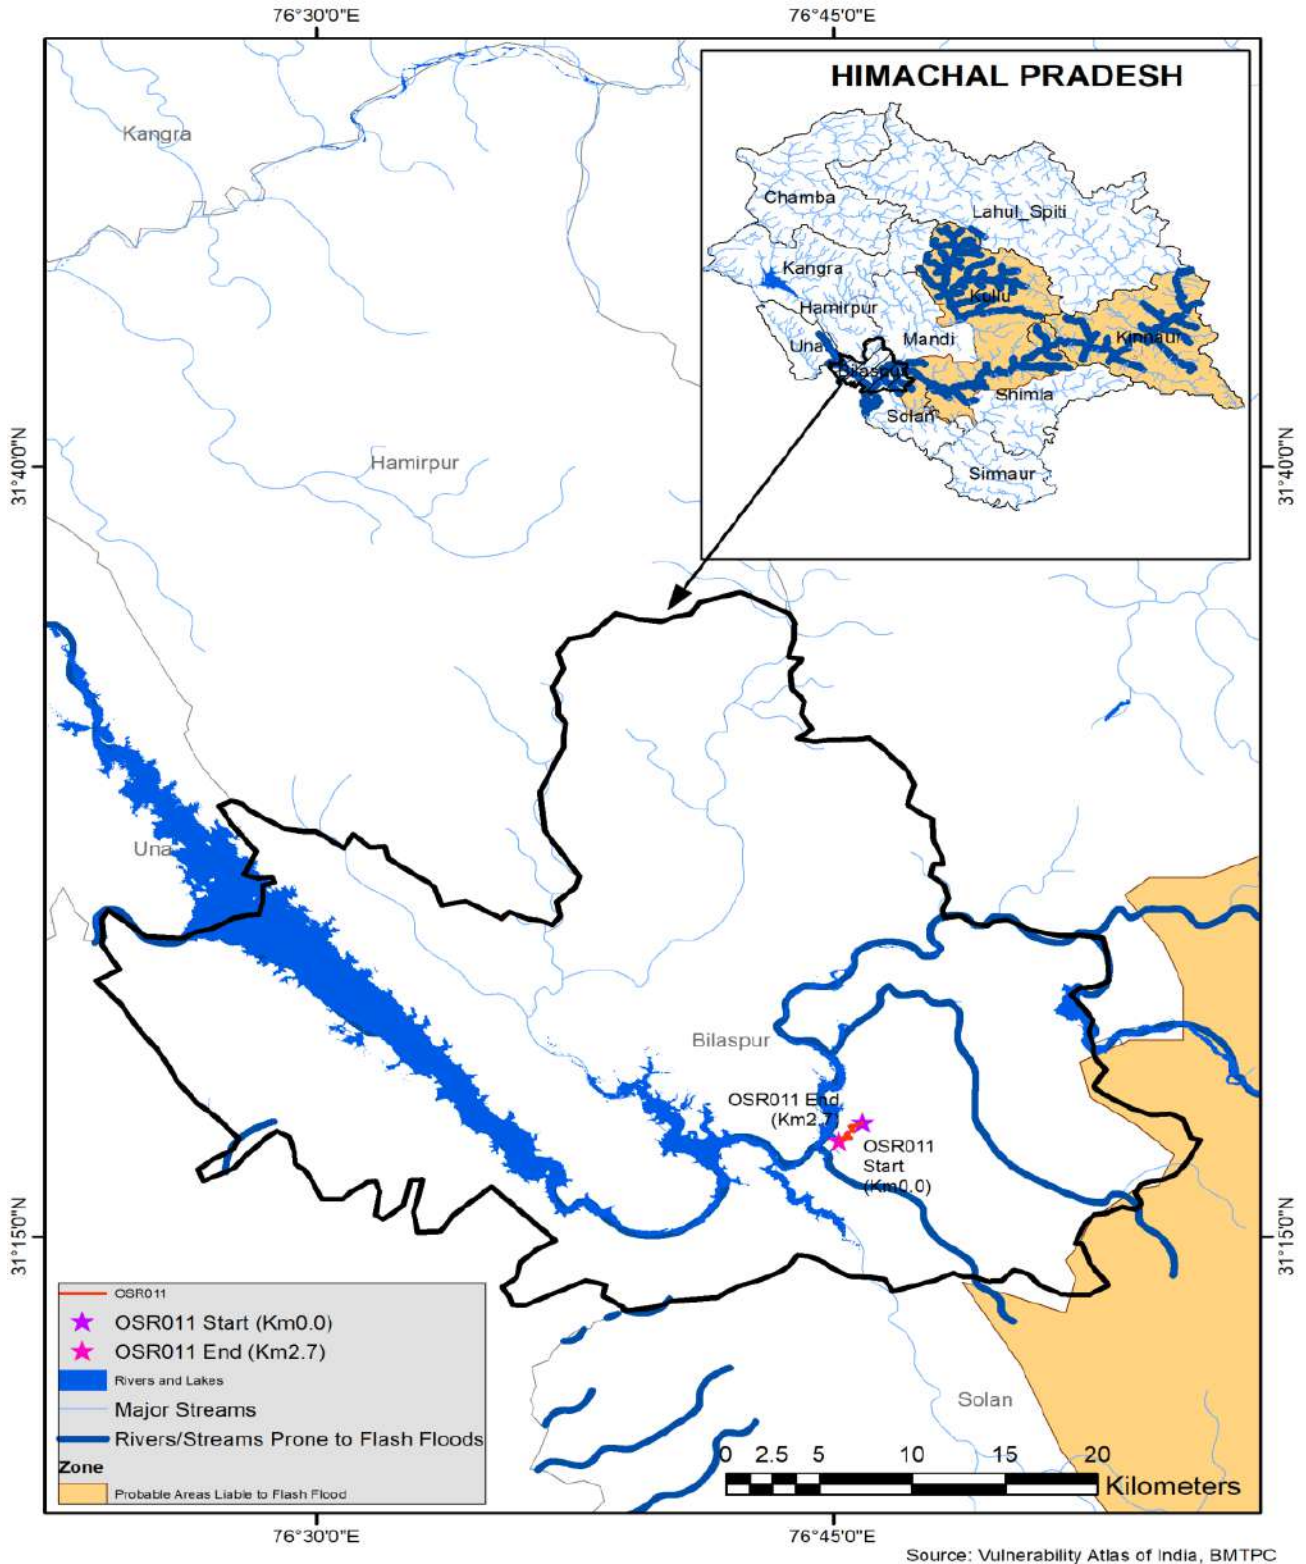 76°30'0"E
76°45'0"E
HIMACHAL PRADESH
Chamba
Lahul_Spiti
Kangra
Hamirpur
Kullu
Una
Mandi
Kinnaur
Bilaspur
Shimla
Solan
Sirmaur
Kangra
31°40'0"N
Hamirpur
31°40'0"N
Una
Bilaspur
OSR011 End
(Km2.7)
OSR011
Start
(Km0.0)
31°15'0"N
31°15'0"N
Solan
OSR011
OSR011 Start (Km0.0)
OSR011 End (Km2.7)
Rivers and Lakes
Major Streams
Rivers/Streams Prone to Flash Floods
Zone
Probable Areas Liable to Flash Flood
0 2.5 5 10 15 20
Kilometers
76°30'0"E
76°45'0"E
Source: Vulnerability Atlas of India, BMTPC